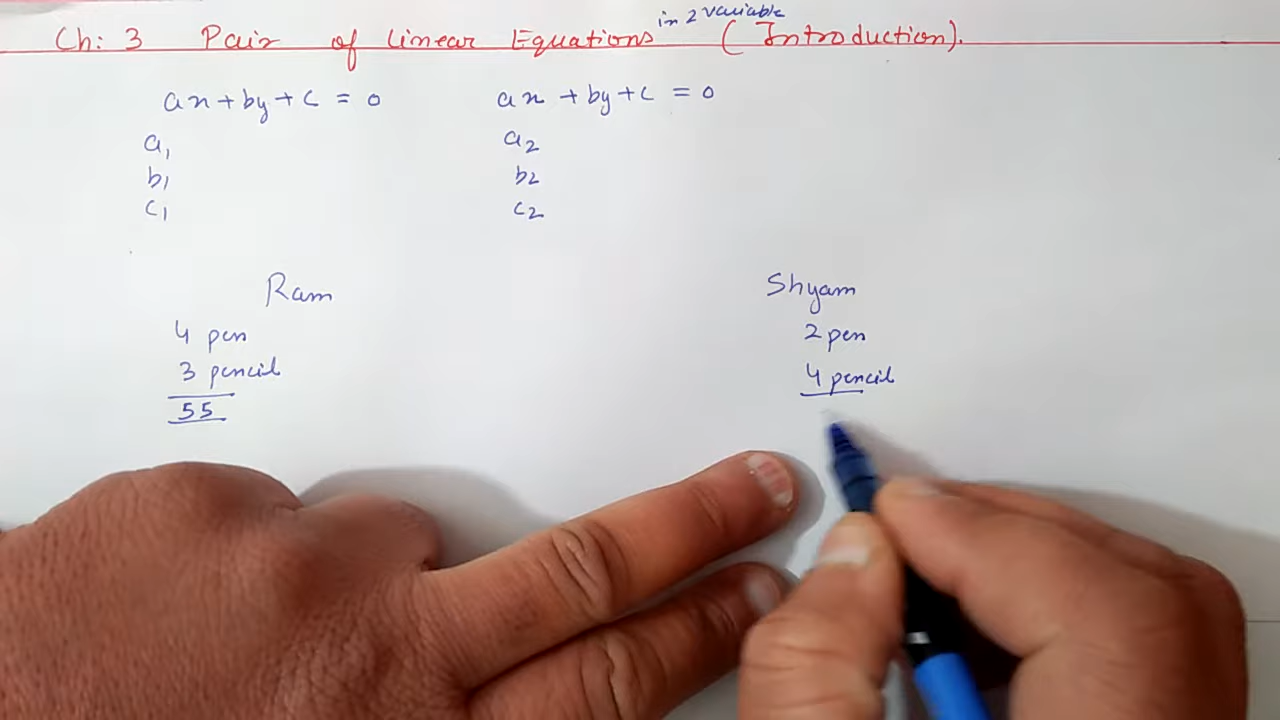 Ch: 3 Pair of linear Equations in 2 variable (Introduction).
ax + by + c = 0 ax + by + c = 0
a1 a2
b1 b2
c1 c2
Ram Shyam
4 pen 2 pen
3 pencil 4 pencil
55